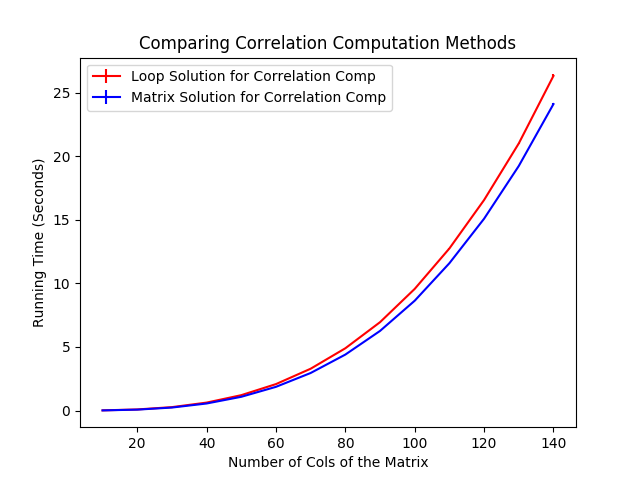 Comparing Correlation Computation Methods
Loop Solution for Correlation Comp
Matrix Solution for Correlation Comp
Running Time (Seconds)
25
20
15
10
5
0
20 40 60 80 100 120 140
Number of Cols of the Matrix